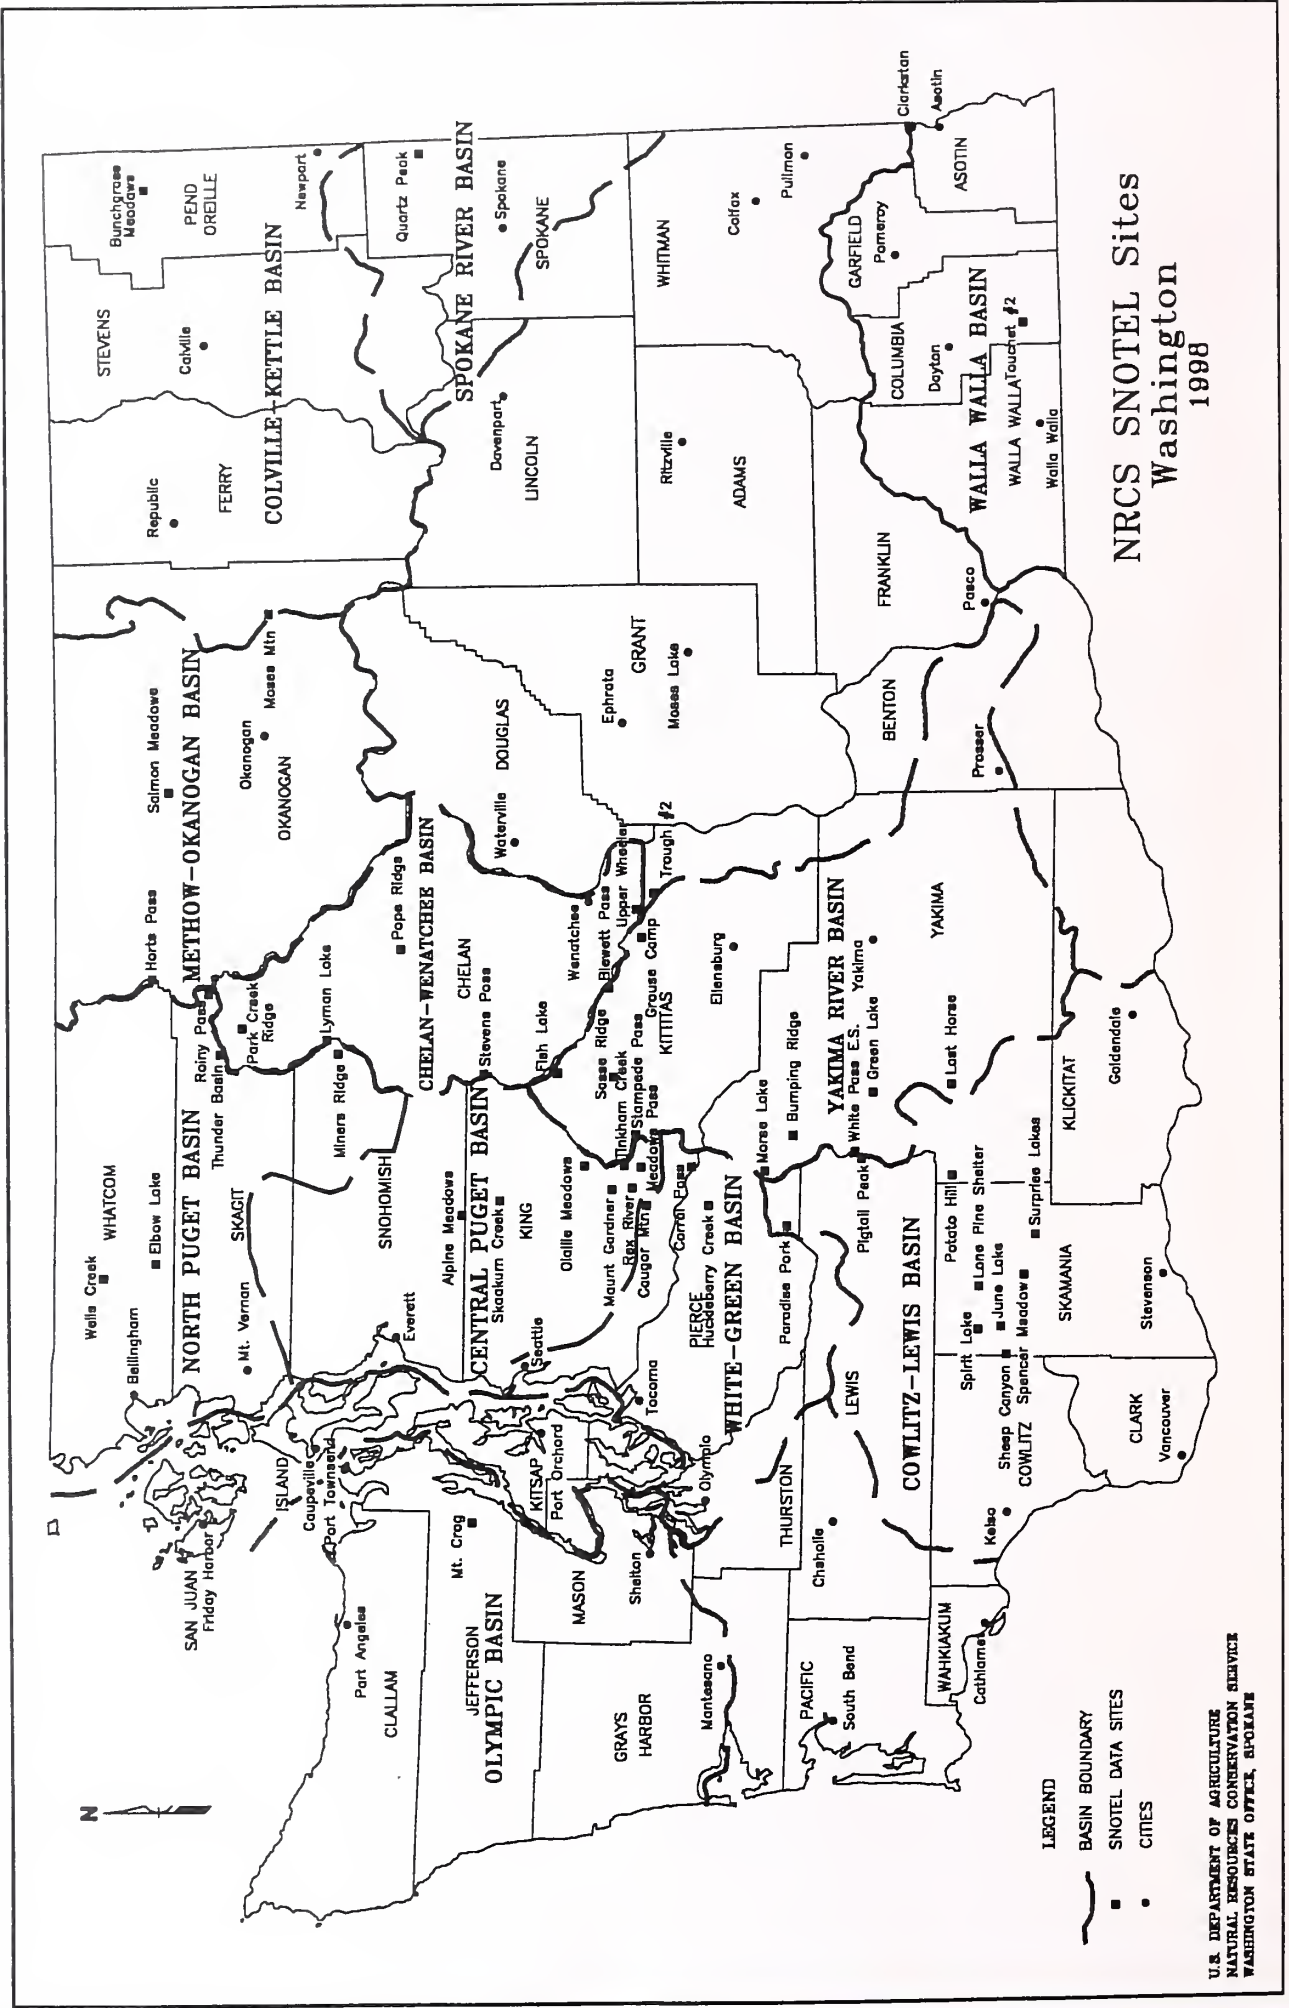 N
SAN JUAN
Friday Harbor
Bellingham
Wells Creek
WHATCOM
Elbow Lake
Harts Pass
Salmon Meadows
METHOW-OKANOGAN BASIN
Republic
FERRY
STEVENS
Colville
Bunchgrass
Meadows
PEND
OREILLE
Newport
NORTH PUGET BASIN
Mt. Vernon
SKAGIT
Thunder Basin
Rainy Pass
Park Creek
Ridge
Okanogan
OKANOGAN
Moses Mtn
COLVILLE-KETTLE BASIN
ISLAND
Coupeville
Port Townsend
Port Angeles
CLALLAM
Miners Ridge
Lyman Lake
SNOHOMISH
Everett
Pope Ridge
CHELAN-WENATCHEE BASIN
CHELAN
Quartz Peak
SPOKANE RIVER BASIN
Spokane
SPOKANE
JEFFERSON
OLYMPIC BASIN
Mt. Crag
Alpine Meadows
CENTRAL PUGET BASIN
Skookum Creek
Stevens Pass
KING
Seattle
KITSAP
Port Orchard
Fish Lake
Waterville
DOUGLAS
Davenport
LINCOLN
MASON
Shelton
Olallie Meadows
Wenatchee
Sasse Ridge
Blewett Pass
Upper Wheeler
Grouse Camp
Trough #2
Ephrata
GRANT
Moses Lake
Ritzville
ADAMS
WHITMAN
Colfax
Pullman
GRAYS
HARBOR
Montesano
Tacoma
Olympia
Mount Gardner
Rex River
Cougar Mtn
Tinkham Creek
Stampede Pass
Meadows Pass
Corral Pass
KITTITAS
Ellensburg
PIERCE
Huckleberry Creek
WHITE-GREEN BASIN
Morse Lake
Bumping Ridge
Paradise Park
THURSTON
PACIFIC
South Bend
Chehalis
LEWIS
Pigtail Peak
White Pass E.S.
YAKIMA RIVER BASIN
Yakima
Green Lake
YAKIMA
BENTON
Prosser
FRANKLIN
Pasco
COLUMBIA
Dayton
GARFIELD
Pomeroy
Clarkston
Asotin
ASOTIN
COWLITZ-LEWIS BASIN
WAHKIAKUM
Cathlamet
Kelso
Potato Hill
Lost Horse
Spirit Lake
Lone Pine Shelter
June Lake
Sheep Canyon
Spencer Meadow
COWLITZ
Surprise Lakes
WALLA WALLA BASIN
WALLA WALLA
Touchet #2
Walla Walla
SKAMANIA
KLICKITAT
Goldendale
Stevenson
CLARK
Vancouver
LEGEND
BASIN BOUNDARY
SNOTEL DATA SITES
CITIES
NRCS SNOTEL Sites
Washington
1998
U.S. DEPARTMENT OF AGRICULTURE
NATURAL RESOURCES CONSERVATION SERVICE
WASHINGTON STATE OFFICE, SPOKANE